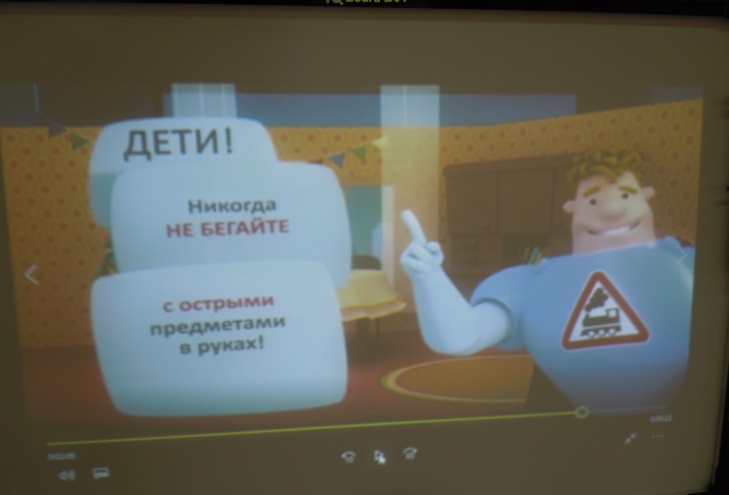 ДЕТИ!
Никогда
НЕ БЕГАЙТЕ
с острыми
предметами
в руках!